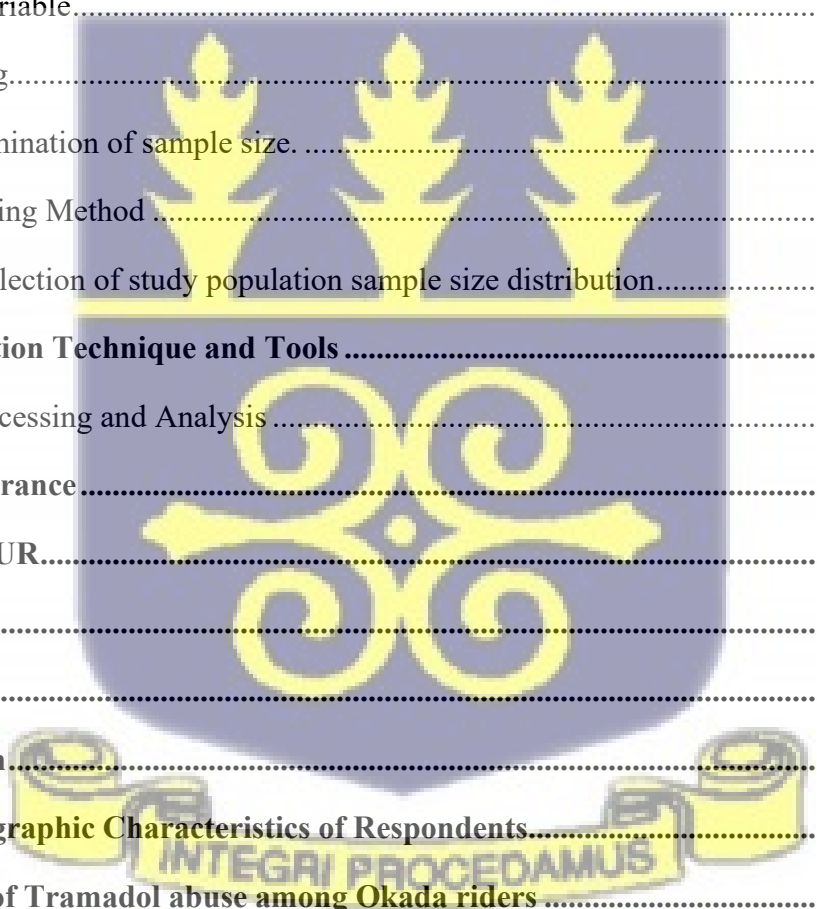 riable
g
nination of sample size.
ing Method
lection of study population sample size distribution
tion Technique and Tools
cessing and Analysis
rance
UR
n
graphic Characteristics of Respondents
INTEGRI PROCEDAMUS
of Tramadol abuse among Okada riders